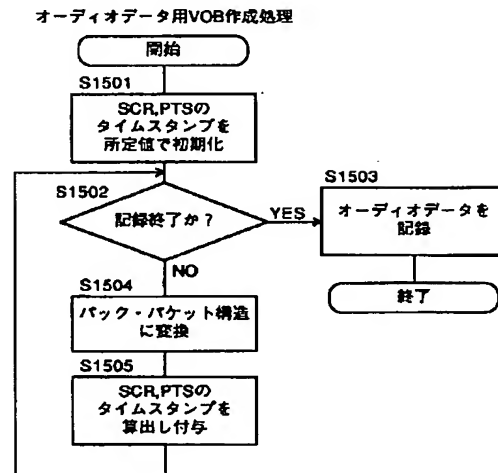 オーディオデータ用VOB作成処理
開始
S1501
SCR,PTSの
タイムスタンプを
所定値で初期化
S1502
記録終了か?
YES
NO
S1503
オーディオデータを
記録
終了
S1504
パック・パケット構造
に変換
S1505
SCR,PTSの
タイムスタンプを
算出し付与